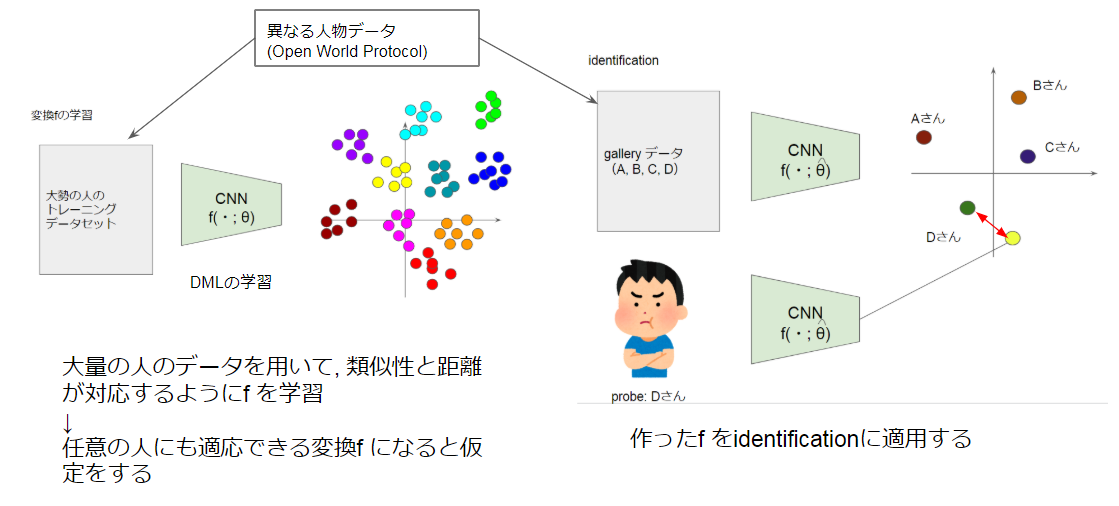 異なる人物データ
(Open World Protocol)
変換fの学習
大勢の人の
トレーニング
データセット
CNN
f(・; θ)
DMLの学習
大量の人のデータを用いて, 類似性と距離
が対応するようにf を学習
↓
任意の人にも適応できる変換f になると仮
定をする
identification
gallery データ
(A, B, C, D)
CNN
f(・; θ^)
Aさん
Bさん
Cさん
Dさん
CNN
f(・; θ^)
probe: Dさん
作ったf をidentificationに適用する